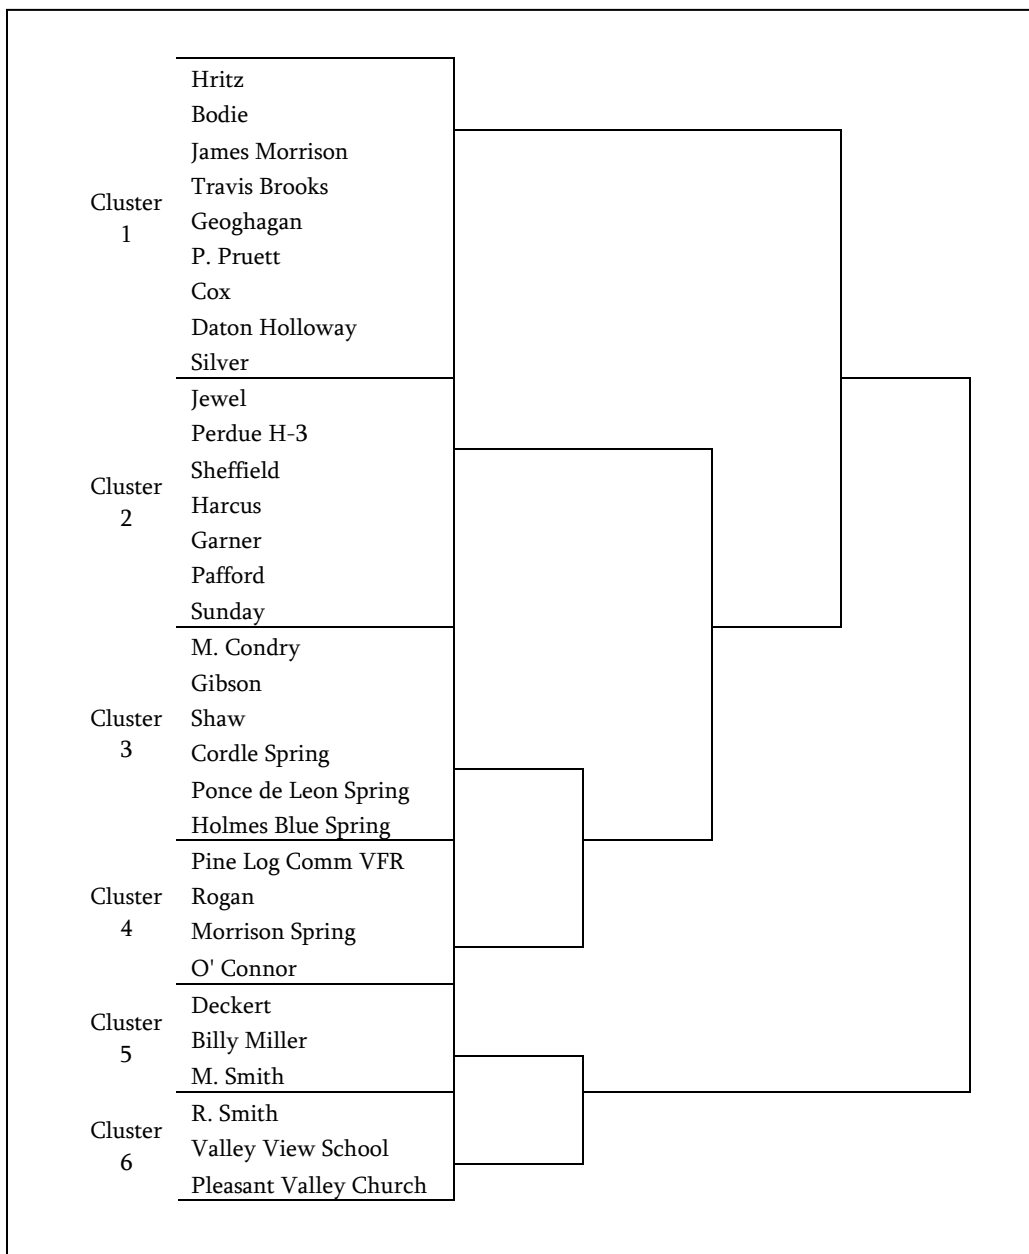 Hritz
Bodie
James Morrison
Travis Brooks
Cluster
1
Geoghagan
P. Pruett
Cox
Daton Holloway
Silver
Jewel
Perdue H-3
Sheffield
Cluster
2
Harcus
Garner
Pafford
Sunday
M. Condry
Gibson
Cluster
3
Shaw
Cordle Spring
Ponce de Leon Spring
Holmes Blue Spring
Pine Log Comm VFR
Cluster
4
Rogan
Morrison Spring
O' Connor
Deckert
Cluster
5
Billy Miller
M. Smith
R. Smith
Cluster
6
Valley View School
Pleasant Valley Church